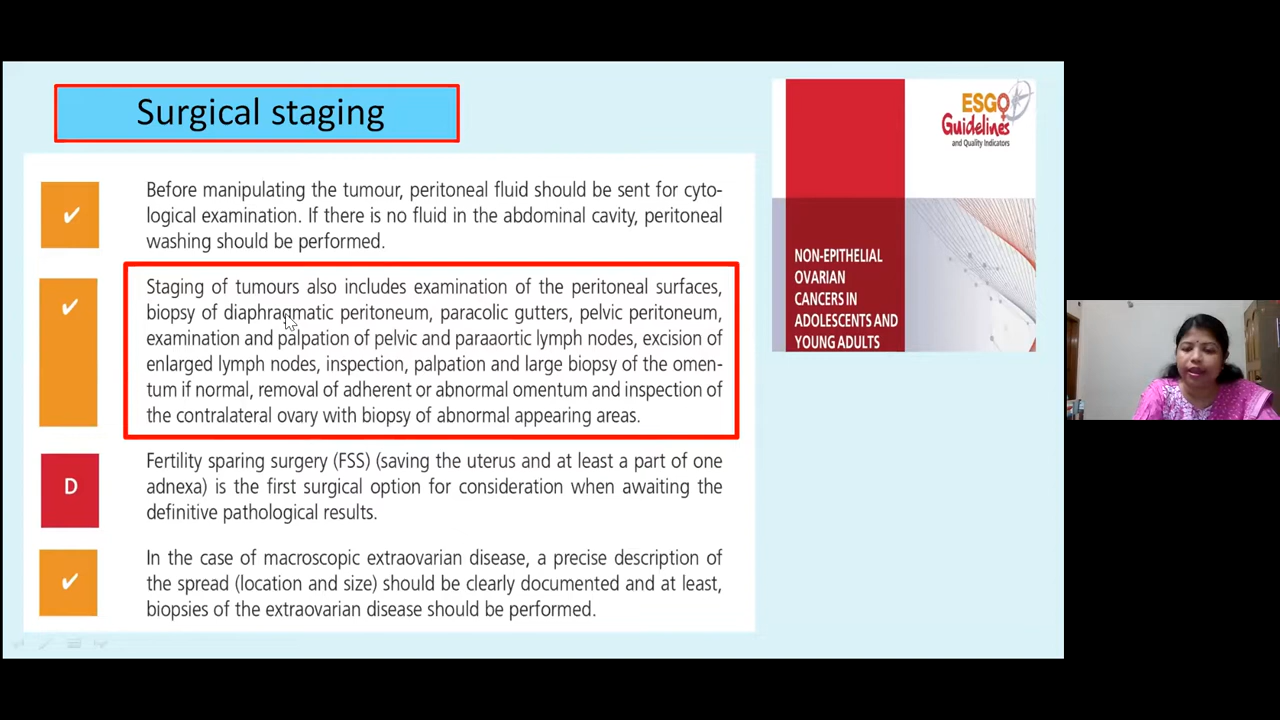 Surgical staging
Before manipulating the tumour, peritoneal fluid should be sent for cyto-
logical examination. If there is no fluid in the abdominal cavity, peritoneal
washing should be performed.
Staging of tumours also includes examination of the peritoneal surfaces,
biopsy of diaphragmatic peritoneum, paracolic gutters, pelvic peritoneum,
examination and palpation of pelvic and paraaortic lymph nodes, excision of
enlarged lymph nodes, inspection, palpation and large biopsy of the omen-
tum if normal, removal of adherent or abnormal omentum and inspection of
the contralateral ovary with biopsy of abnormal appearing areas.
D
Fertility sparing surgery (FSS) (saving the uterus and at least a part of one
adnexa) is the first surgical option for consideration when awaiting the
definitive pathological results.
In the case of macroscopic extraovarian disease, a precise description of
the spread (location and size) should be clearly documented and at least,
biopsies of the extraovarian disease should be performed.
ESGO
Guidelines
and Quality Indicators
NON-EPITHELIAL
OVARIAN
CANCERS IN
ADOLESCENTS AND
YOUNG ADULTS